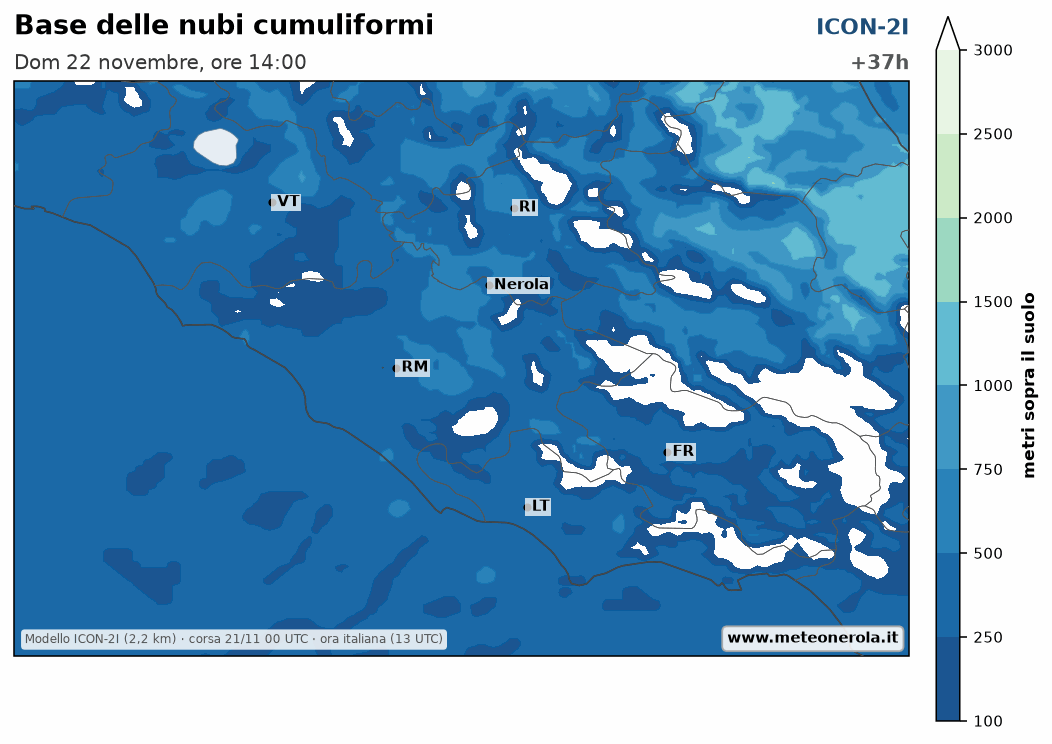 Base delle nubi cumuliformi
ICON-2I
Dom 22 novembre, ore 14:00
+37h
3000
2500
2000
1500
1000
750
500
250
100
metri sopra il suolo
VT
RI
Nerola
RM
FR
LT
Modello ICON-2I (2,2 km) · corsa 21/11 00 UTC · ora italiana (13 UTC)
www.meteonerola.it